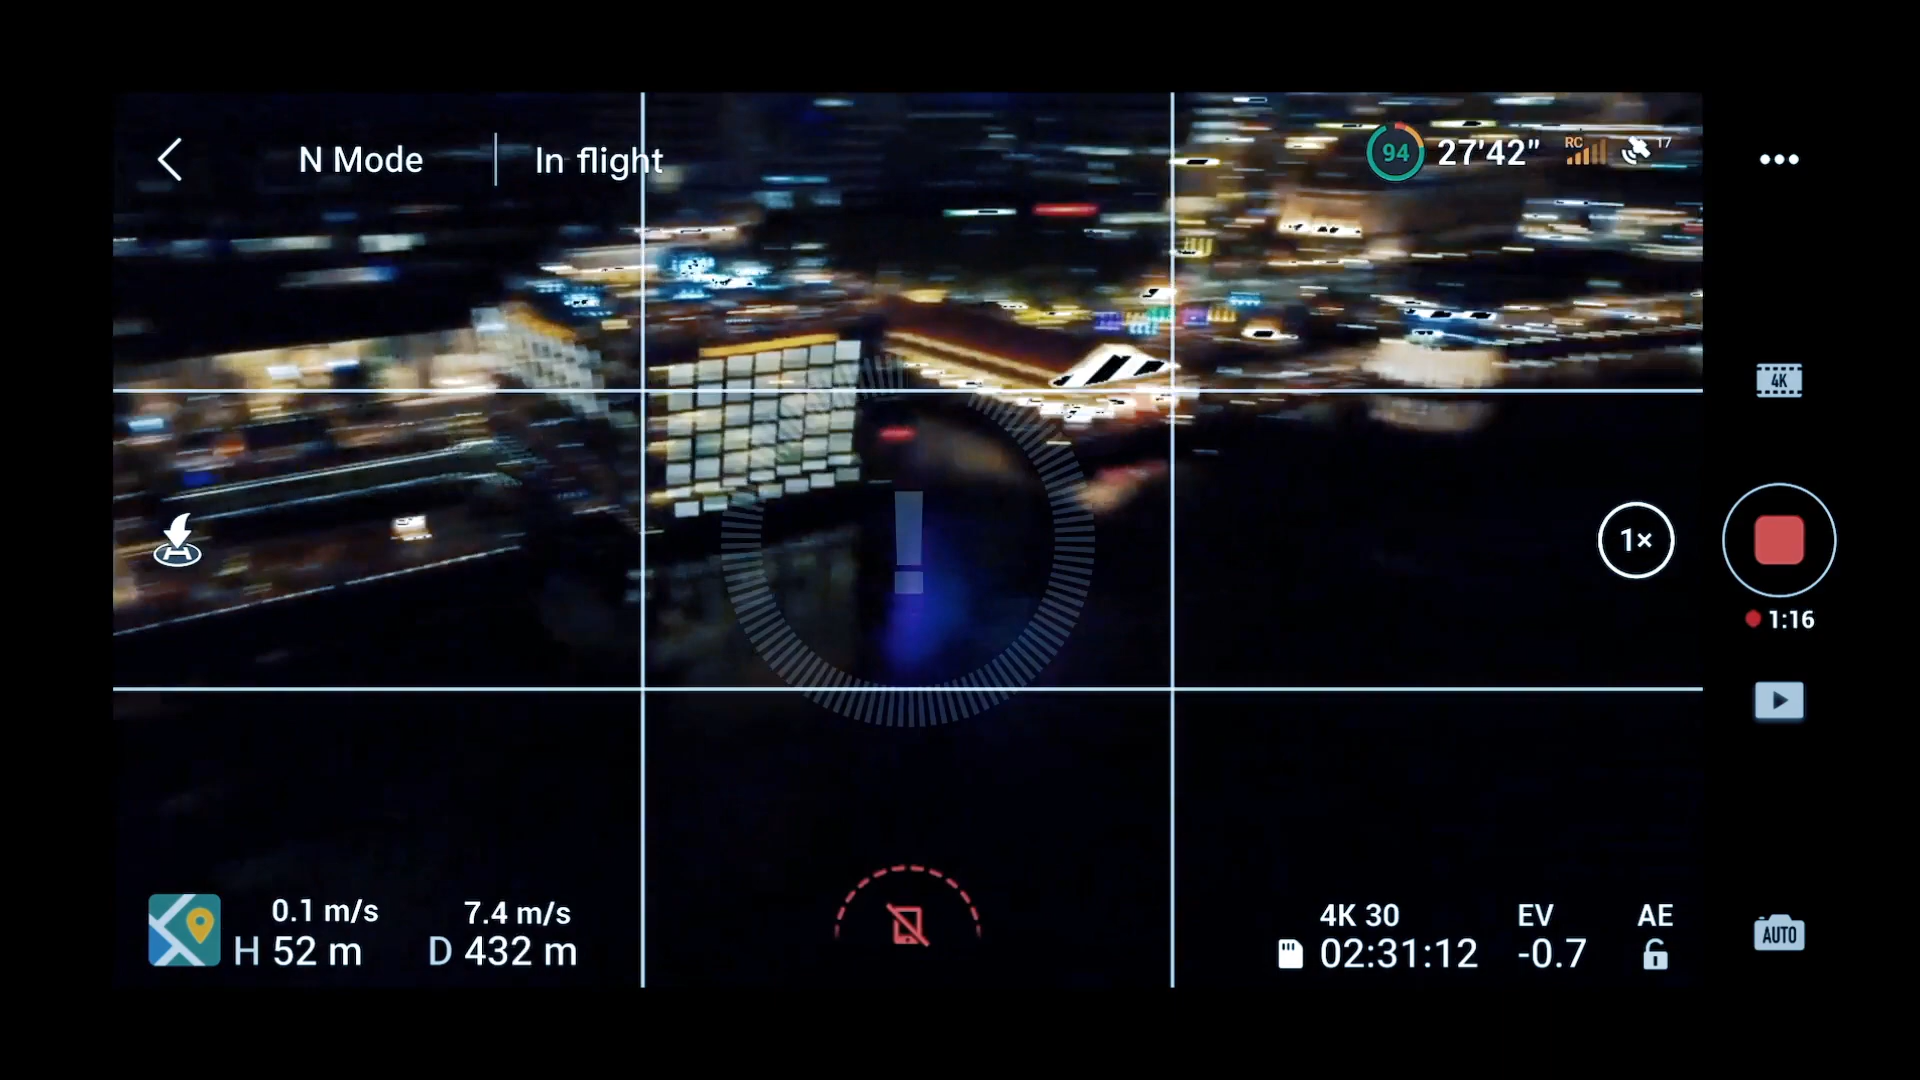 N Mode
In flight
94
27'42"
RC
17
4K
1×
1:16
0.1 m/s
7.4 m/s
H 52 m
D 432 m
4K 30
EV
AE
02:31:12
-0.7
AUTO